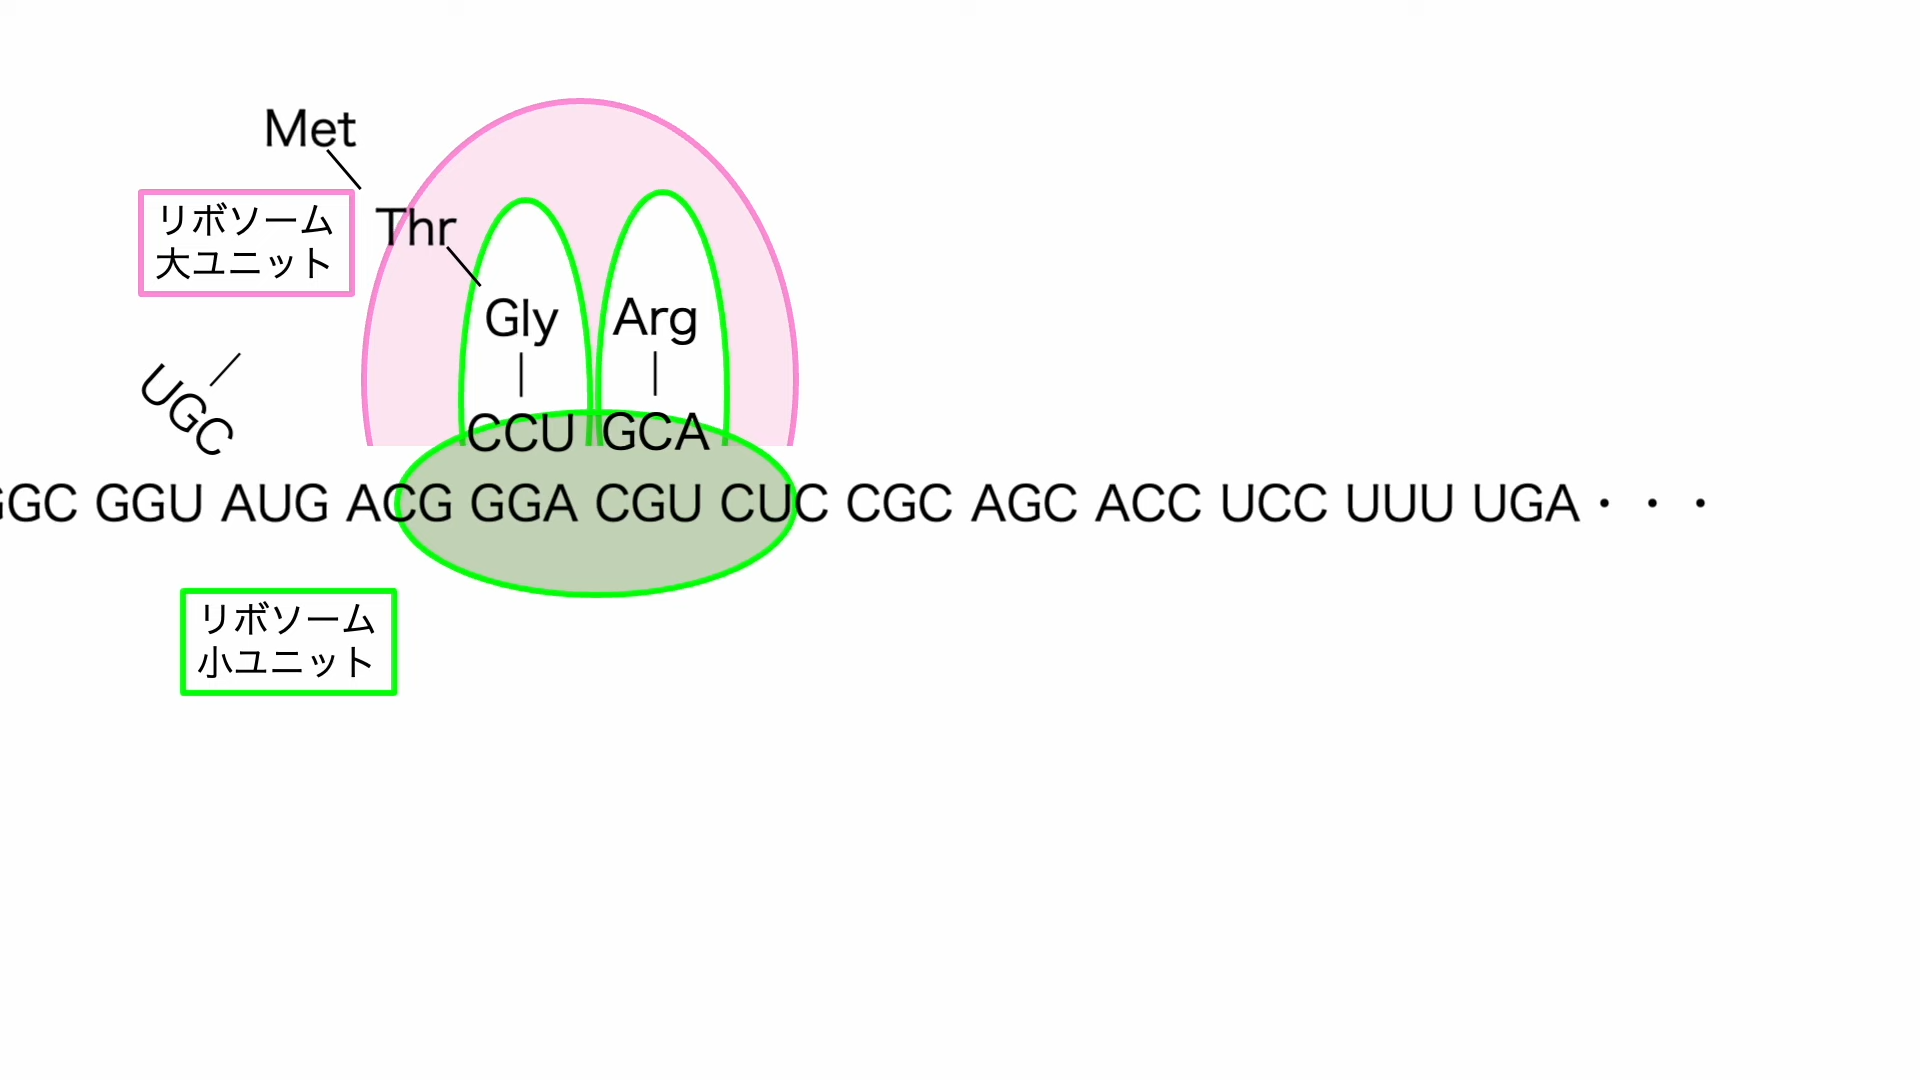 Met
リボソーム
大ユニット
Thr
Gly Arg
UGC
CCU GCA
GGC GGU AUG ACG GGA CGU CUC CGC AGC ACC UCC UUU UGA・・・
リボソーム
小ユニット